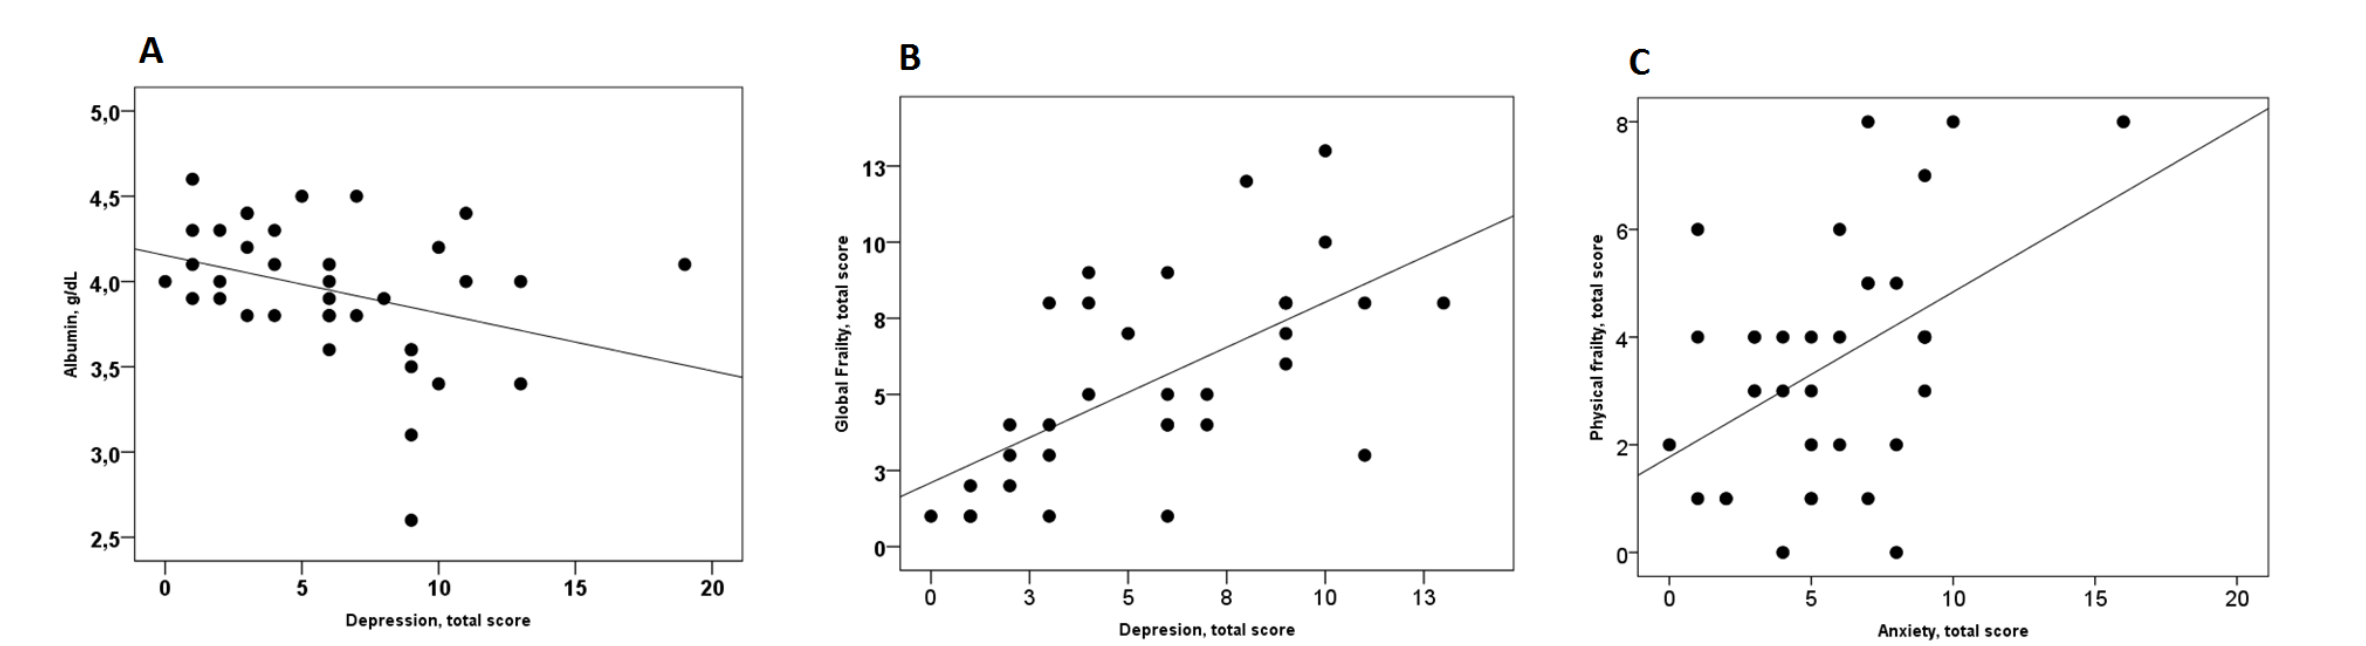 A
5,0
4,5
4,0
3,5
3,0
2,5
Albumin, g/dL
0 5 10 15 20
Depression, total score
B
13
10
8
5
3
0
Global Frailty, total score
0 3 5 8 10 13
Depresion, total score
C
8
6
4
2
0
Physical frailty, total score
0 5 10 15 20
Anxiety, total score